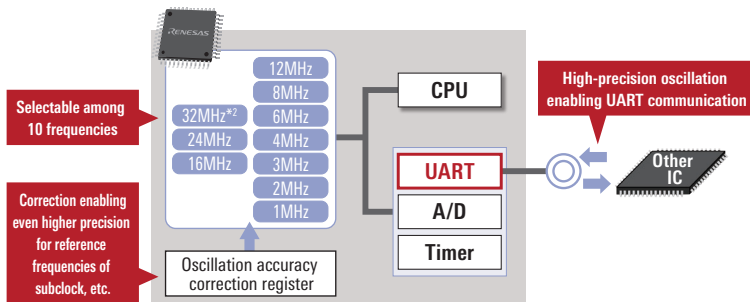 RENESAS
Selectable among
10 frequencies
Correction enabling
even higher precision
for reference
frequencies of
subclock, etc.
32MHz*2
24MHz
16MHz
12MHz
8MHz
6MHz
4MHz
3MHz
2MHz
1MHz
Oscillation accuracy
correction register
CPU
UART
A/D
Timer
High-precision oscillation
enabling UART communication
Other
IC